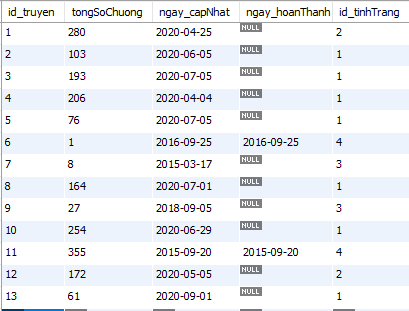 id_truyen tongSoChuong ngay_capNhat ngay_hoanThanh id_tinhTrang
1 280 2020-04-25 NULL 2
2 103 2020-06-05 NULL 1
3 193 2020-07-05 NULL 1
4 206 2020-04-04 NULL 1
5 76 2020-07-05 NULL 1
6 1 2016-09-25 2016-09-25 4
7 8 2015-03-17 NULL 3
8 164 2020-07-01 NULL 1
9 27 2018-09-05 NULL 3
10 254 2020-06-29 NULL 1
11 355 2015-09-20 2015-09-20 4
12 172 2020-05-05 NULL 2
13 61 2020-09-01 NULL 1